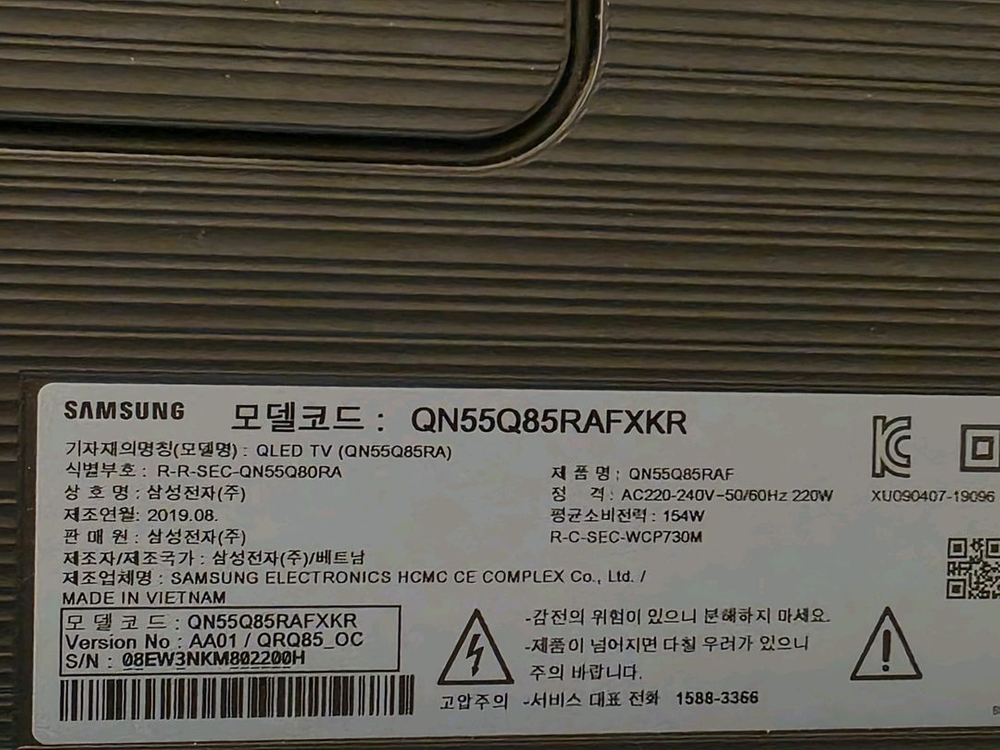 SAMSUNG 모델코드 : QN55Q85RAFXKR
기자재의명칭(모델명) : QLED TV (QN55Q85RA)
식별부호 : R-R-SEC-QN55Q80RA
상 호 명 : 삼성전자(주)
제조연월: 2019.08.
판 매 원 : 삼성전자(주)
제조자/제조국가 : 삼성전자(주)/베트남
제조업체명 : SAMSUNG ELECTRONICS HCMC CE COMPLEX Co., Ltd. /
MADE IN VIETNAM
제 품 명 : QN55Q85RAF
정 격 : AC220-240V~50/60Hz 220W
평균소비전력 : 154W
R-C-SEC-WCP730M
XU090407-19096
모 델 코 드 : QN55Q85RAFXKR
Version No : AA01 / QRQ85_OC
S/N : 08EW3NKM802200H
-감전의 위험이 있으니 분해하지 마세요.
-제품이 넘어지면 다칠 우려가 있으니
주의 바랍니다.
고압주의 -서비스 대표 전화 1588-3366